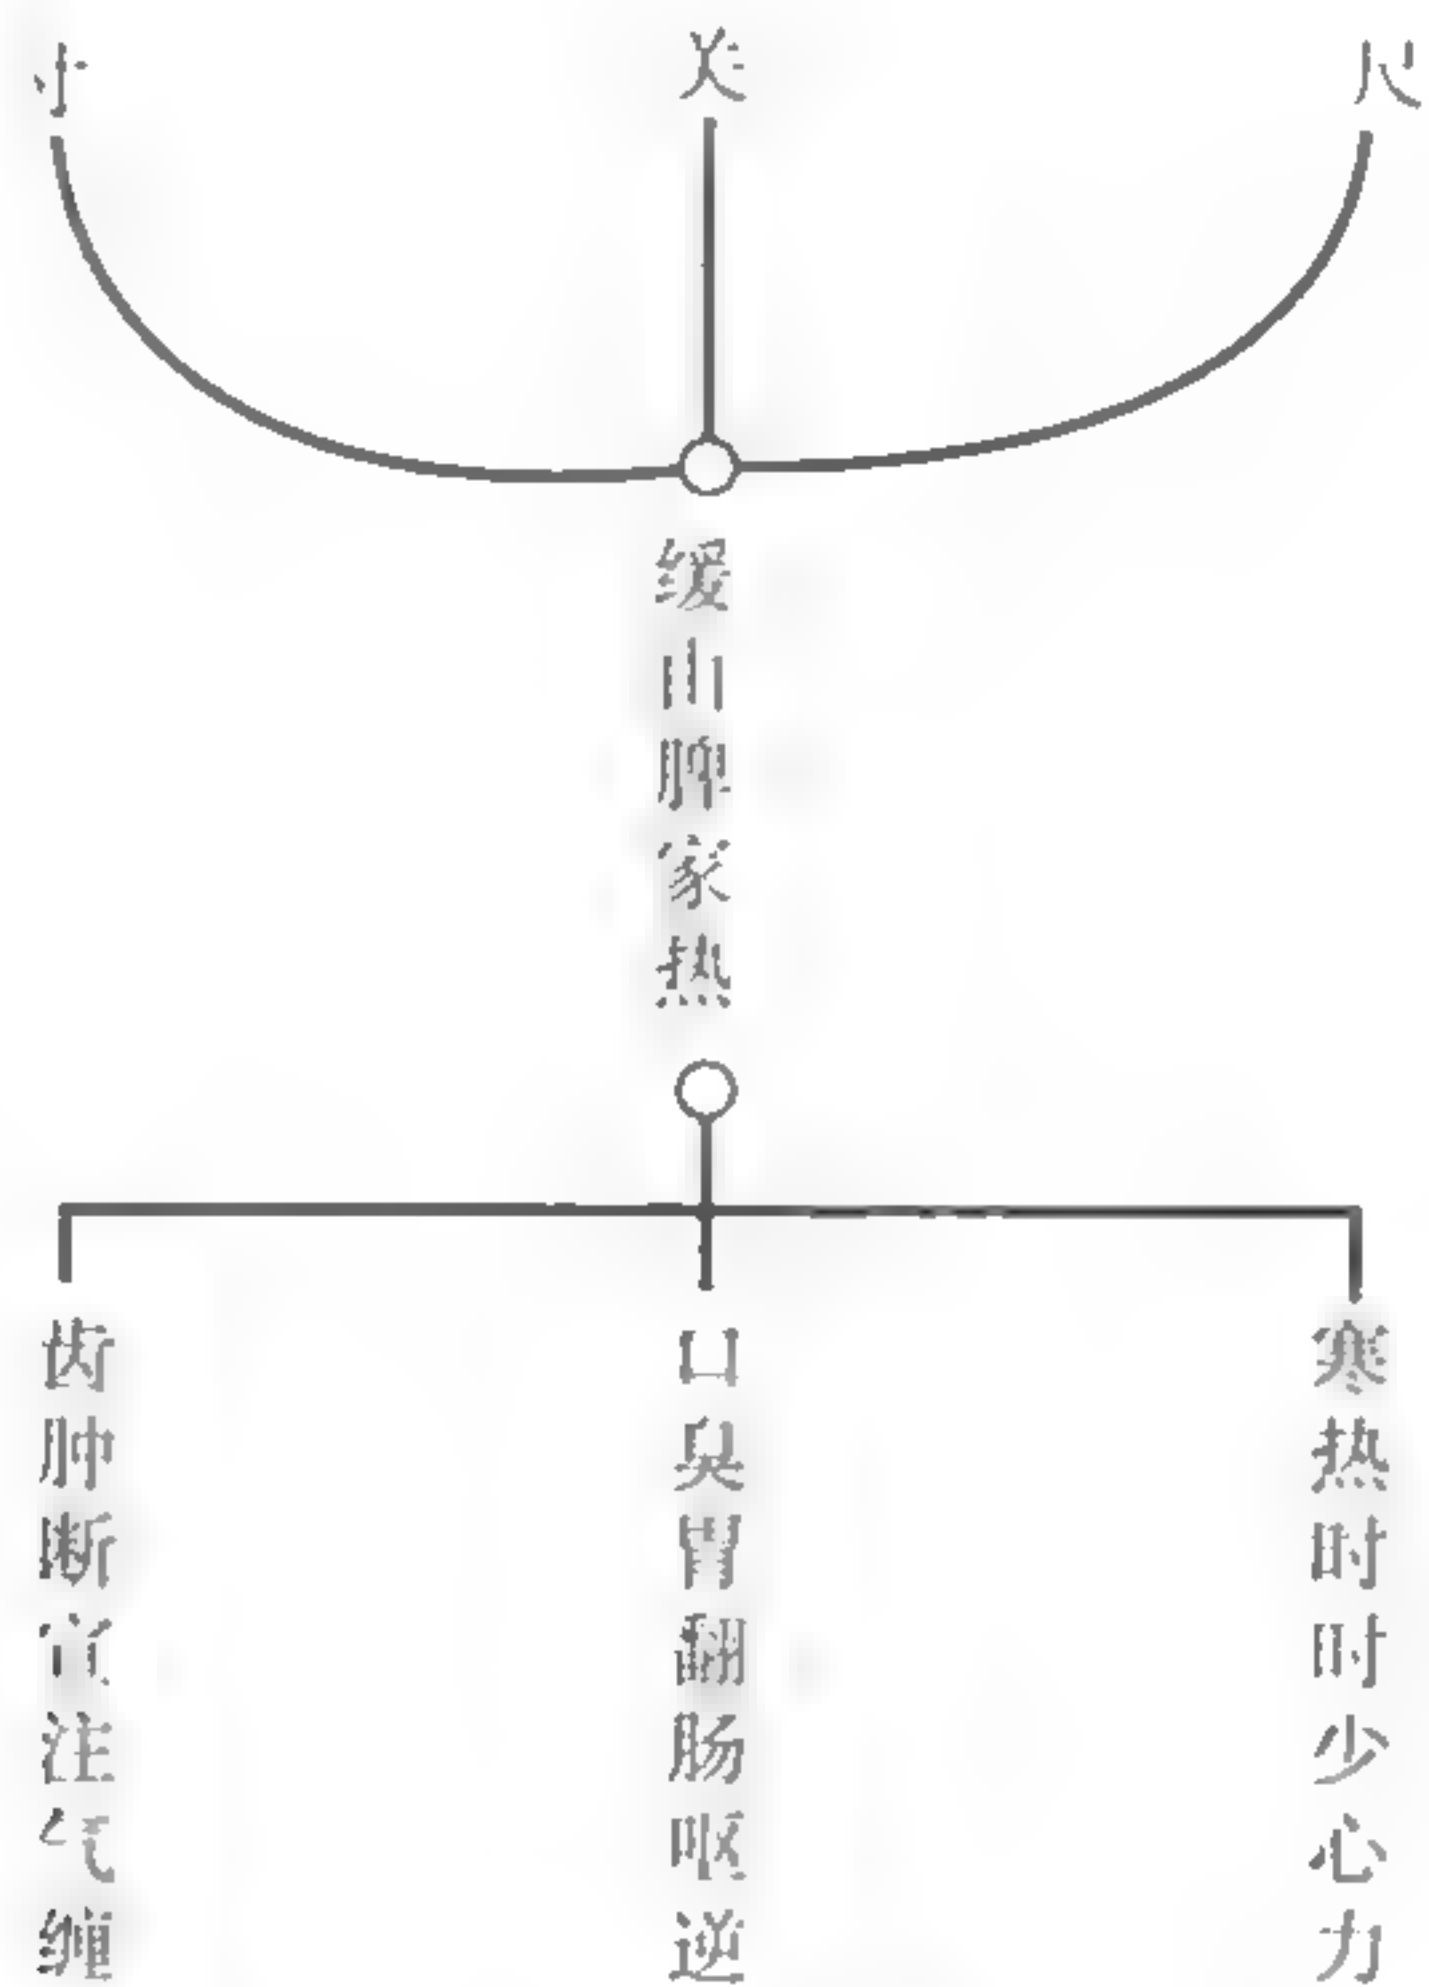 寸
关
尺
缓由脾家热
齿肿断宣注气缠
口臭胃翻肠呕逆
寒热时时少心力